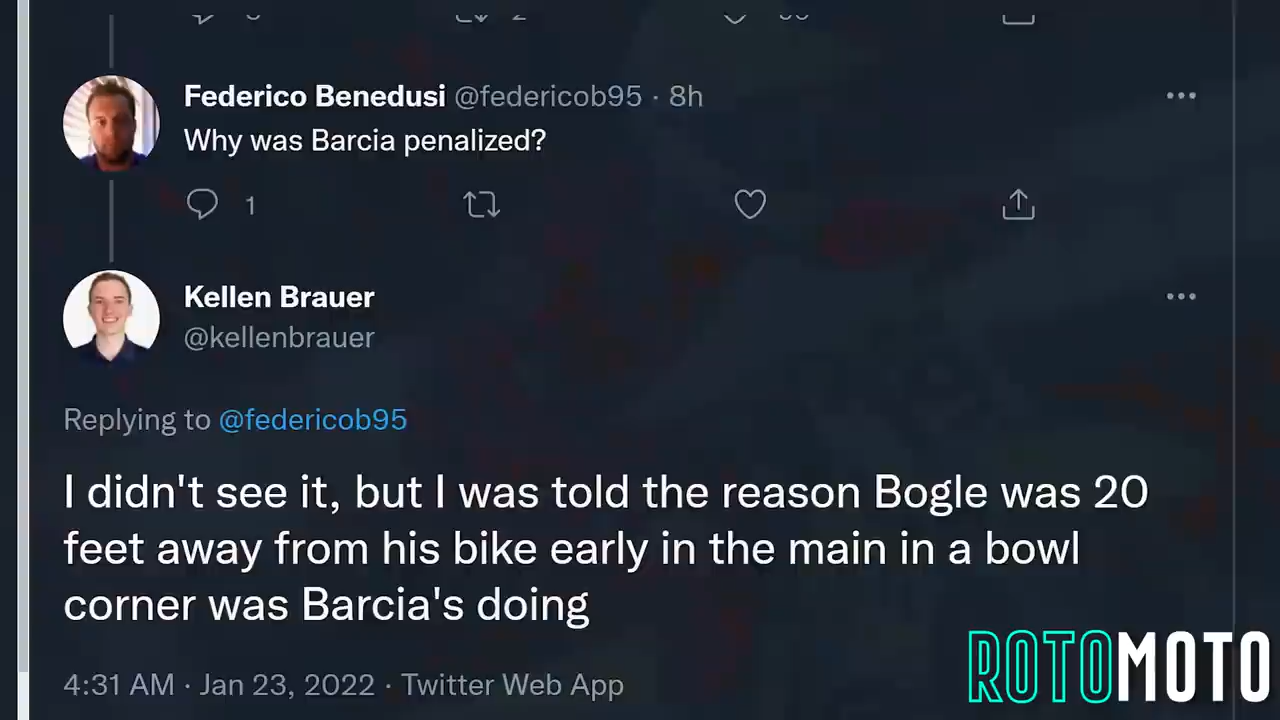 Federico Benedusi @federicob95 · 8h
Why was Barcia penalized?
1
Kellen Brauer
@kellenbrauer
Replying to @federicob95
I didn't see it, but I was told the reason Bogle was 20
feet away from his bike early in the main in a bowl
corner was Barcia's doing
4:31 AM · Jan 23, 2022 · Twitter Web App
ROTOMOTO